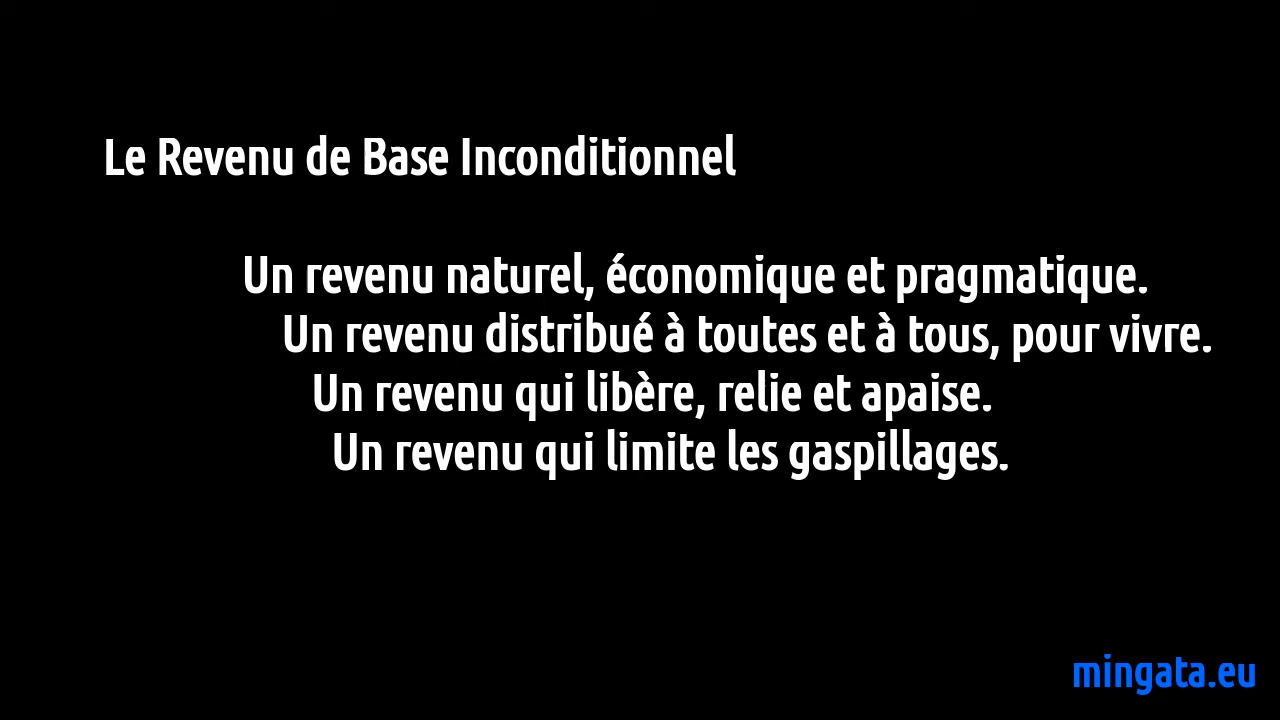 Le Revenu de Base Inconditionnel
Un revenu naturel, économique et pragmatique.
Un revenu distribué à toutes et à tous, pour vivre.
Un revenu qui libère, relie et apaise.
Un revenu qui limite les gaspillages.
mingata.eu